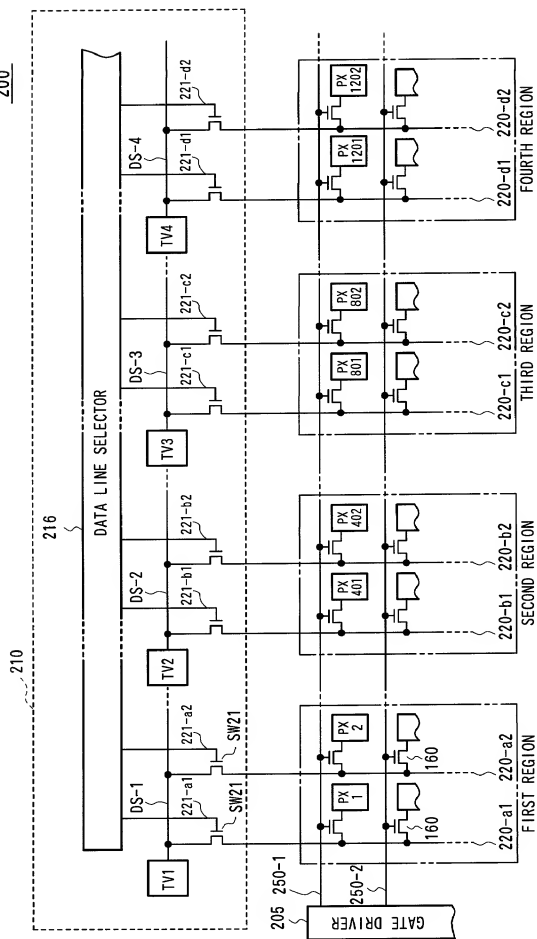 200
210
216
DATA LINE SELECTOR
221-a1
221-a2
221-b1
221-b2
221-c1
221-c2
221-d1
221-d2
DS-1
DS-2
DS-3
DS-4
SW21
SW21
TV1
TV2
TV3
TV4
205
GATE DRIVER
250-1
250-2
PX 1
PX 2
PX 401
PX 402
PX 801
PX 802
PX 1201
PX 1202
160
160
220-a1
220-a2
220-b1
220-b2
220-c1
220-c2
220-d1
220-d2
FIRST REGION
SECOND REGION
THIRD REGION
FOURTH REGION